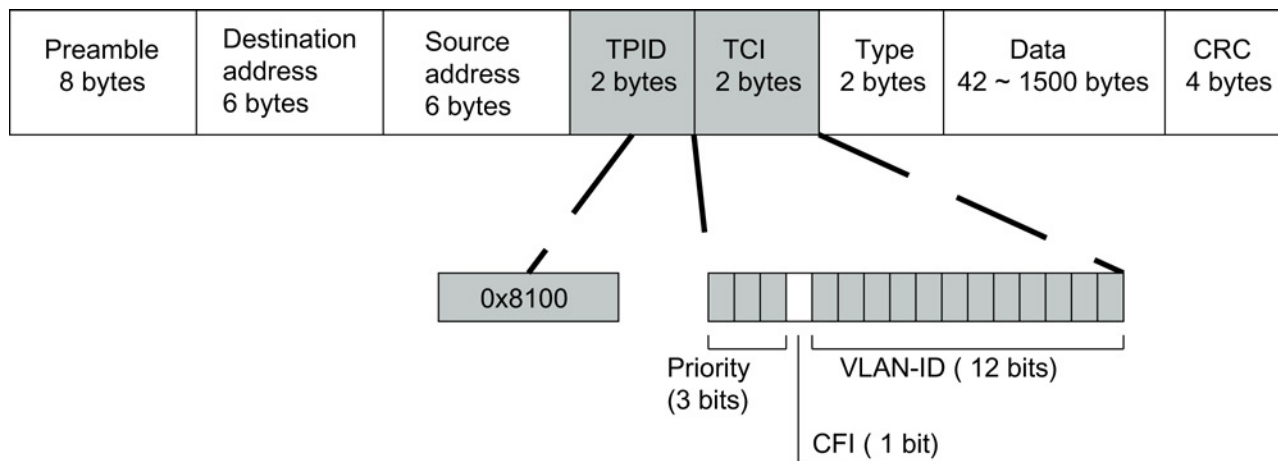 Preamble
8 bytes
Destination
address
6 bytes
Source
address
6 bytes
TPID
2 bytes
TCI
2 bytes
Type
2 bytes
Data
42 ~ 1500 bytes
CRC
4 bytes
0x8100
Priority
(3 bits)
VLAN-ID ( 12 bits)
CFI ( 1 bit)